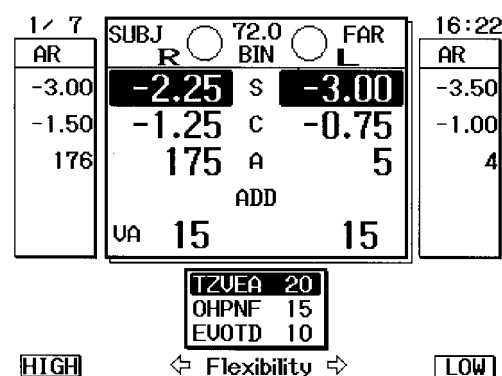 1/ 7 SUBJ 72.0 FAR 16:22
AR R BIN L AR
-3.00 -2.25 S -3.00 -3.50
-1.50 -1.25 C -0.75 -1.00
176 175 A 5 4
ADD
VA 15 15
TZVEA 20
OHPNF 15
EVOTD 10
HIGH ⇦ Flexibility ⇨ LOW